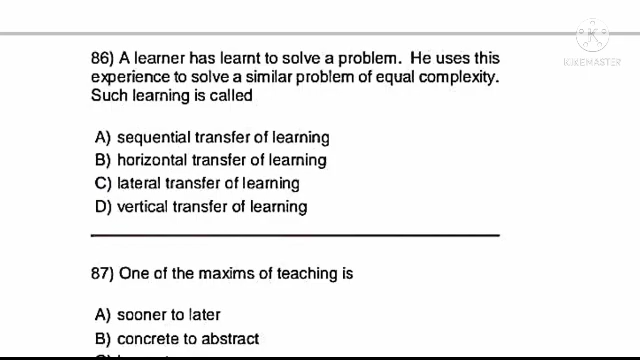 KINEMASTER
86) A learner has learnt to solve a problem. He uses this
experience to solve a similar problem of equal complexity.
Such learning is called
A) sequential transfer of learning
B) horizontal transfer of learning
C) lateral transfer of learning
D) vertical transfer of learning
87) One of the maxims of teaching is
A) sooner to later
B) concrete to abstract